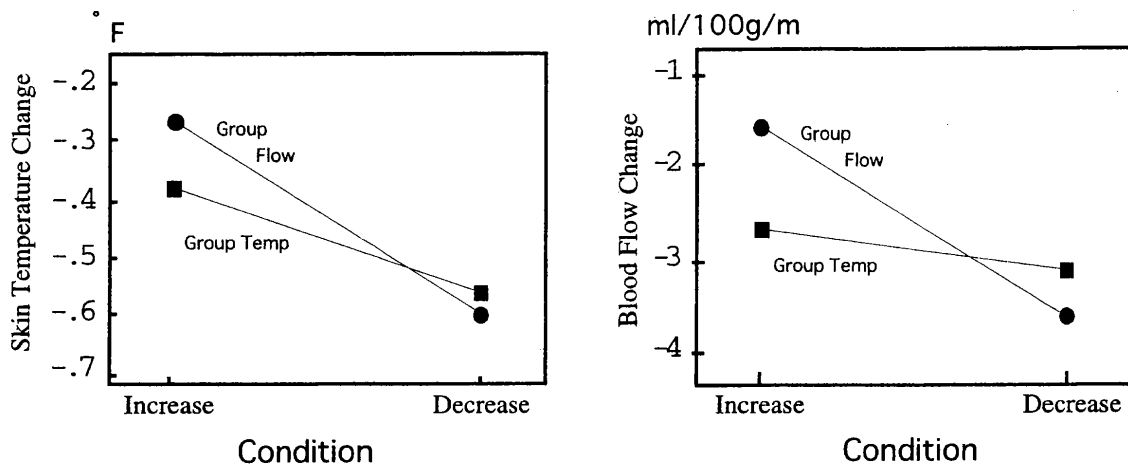 ° F
Skin Temperature Change
-.2
-.3
-.4
-.5
-.6
-.7
Group
Flow
Group Temp
Increase
Decrease
Condition
ml/100g/m
Blood Flow Change
-1
-2
-3
-4
Group
Flow
Group Temp
Increase
Decrease
Condition